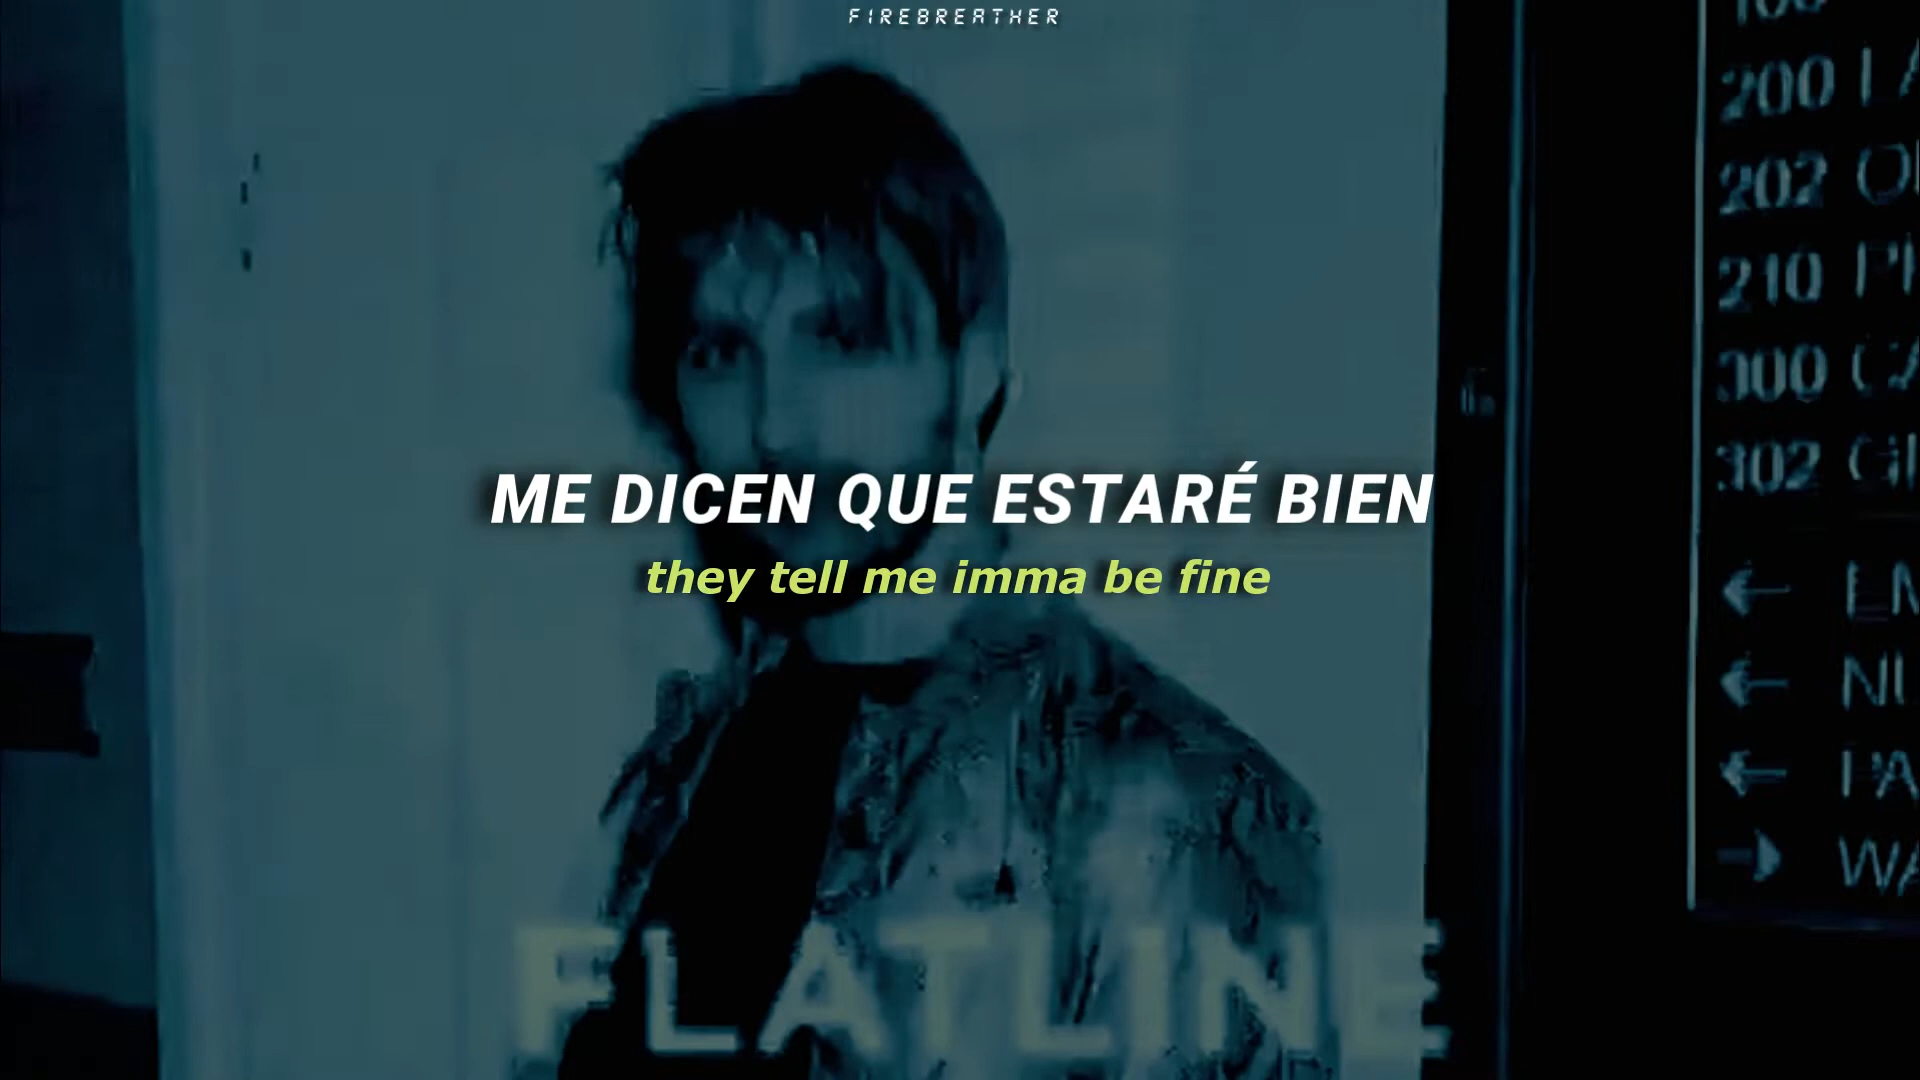 FIREBREATHER
200
202
210
300
302
ME DICEN QUE ESTARÉ BIEN
they tell me imma be fine
FLATLINE